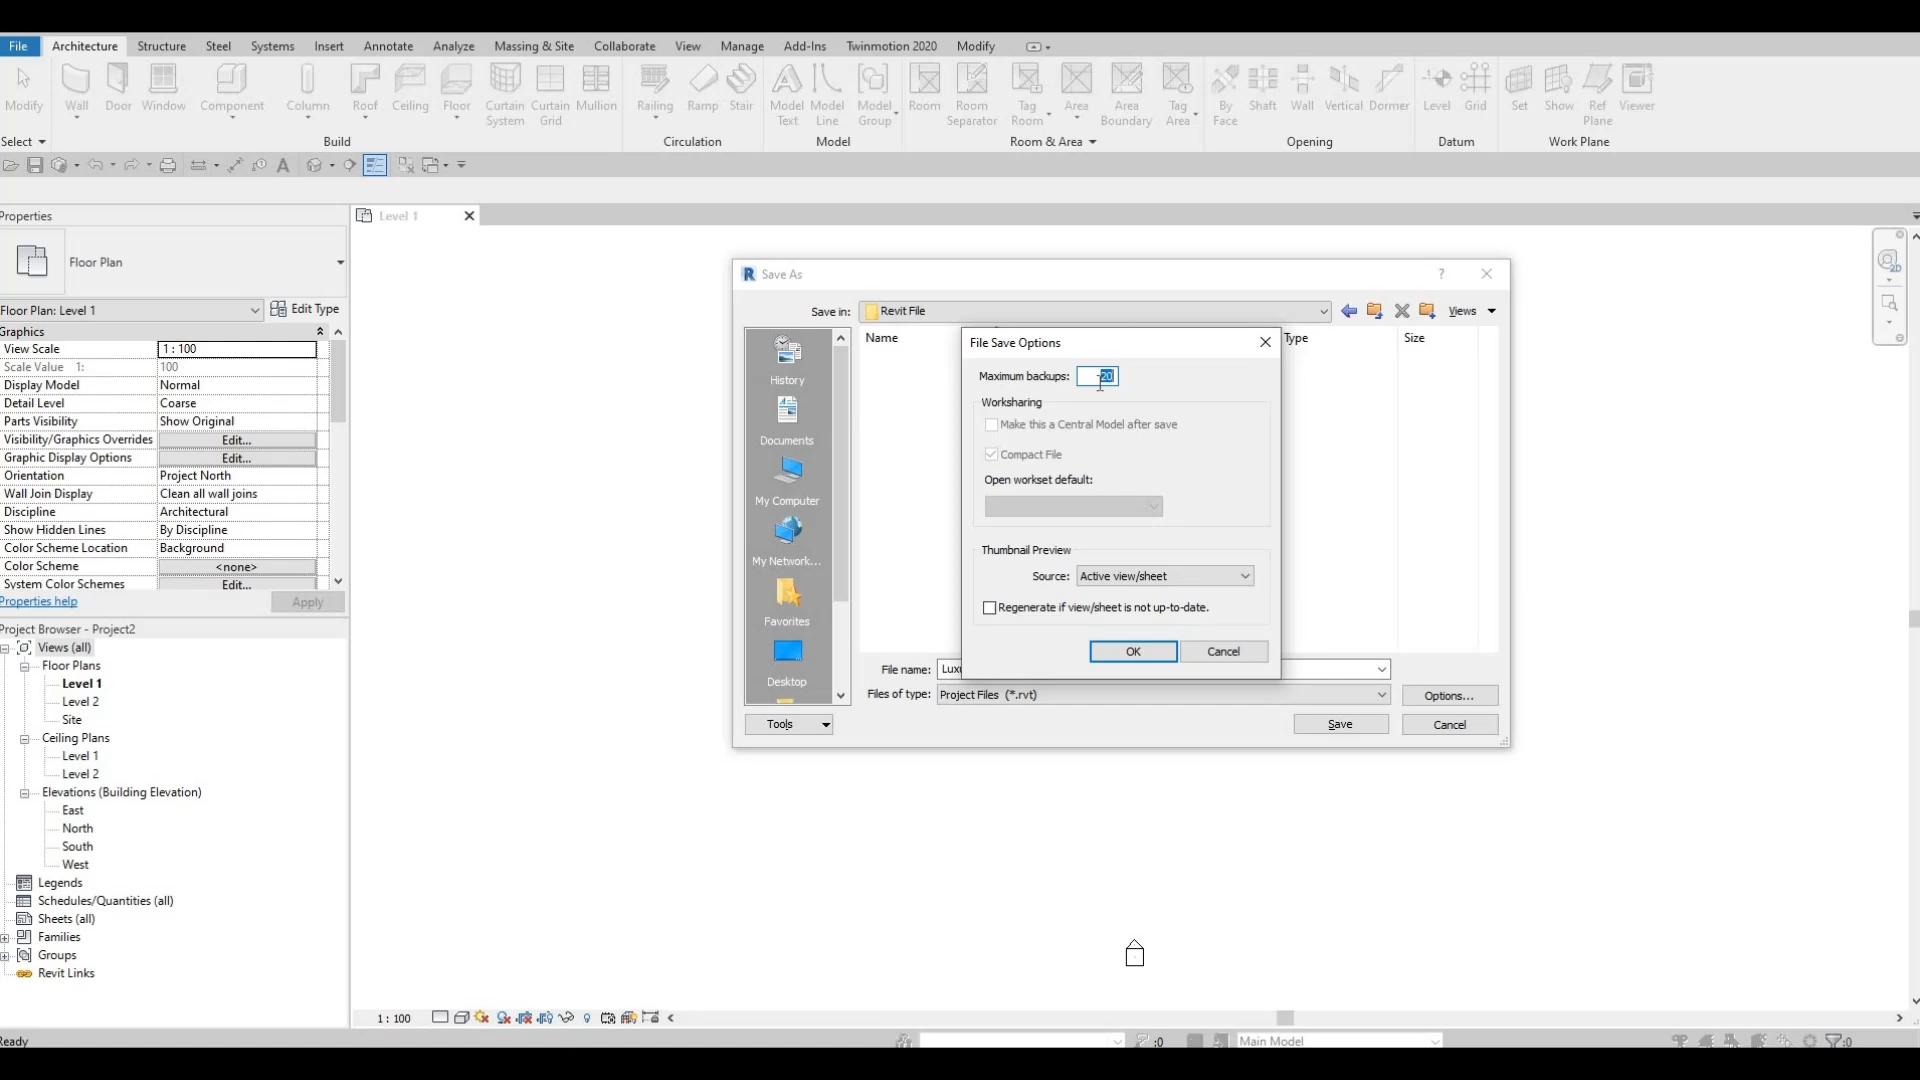 File Architecture Structure Steel Systems Insert Annotate Analyze Massing & Site Collaborate View Manage Add-Ins Twinmotion 2020 Modify
Modify Wall Door Window Component Column Roof Ceiling Floor Curtain System Curtain Grid Mullion Railing Ramp Stair Model Text Model Line Model Group Room Room Separator Tag Room Area Area Boundary Tag Area By Face Shaft Wall Vertical Dormer Level Grid Set Show Ref Plane Viewer
Select Build Circulation Model Room & Area Opening Datum Work Plane
Properties
Level 1
Floor Plan
Floor Plan: Level 1 Edit Type
Graphics
View Scale 1 : 100
Scale Value 1: 100
Display Model Normal
Detail Level Coarse
Parts Visibility Show Original
Visibility/Graphics Overrides Edit...
Graphic Display Options Edit...
Orientation Project North
Wall Join Display Clean all wall joins
Discipline Architectural
Show Hidden Lines By Discipline
Color Scheme Location Background
Color Scheme <none>
System Color Schemes Edit...
Properties help Apply
Project Browser - Project2
Views (all)
Floor Plans
Level 1
Level 2
Site
Ceiling Plans
Level 1
Level 2
Elevations (Building Elevation)
East
North
South
West
Legends
Schedules/Quantities (all)
Sheets (all)
Families
Groups
Revit Links
Save As
Save in: Revit File Views
Name Type Size
History
Documents
My Computer
My Network...
Favorites
Desktop
File Save Options
Maximum backups: 20
Worksharing
Make this a Central Model after save
Compact File
Open workset default:
Thumbnail Preview
Source: Active view/sheet
Regenerate if view/sheet is not up-to-date.
OK Cancel
File name:
Files of type: Project Files (*.rvt) Options...
Tools Save Cancel
2D
1 : 100
Ready :0 Main Model :0